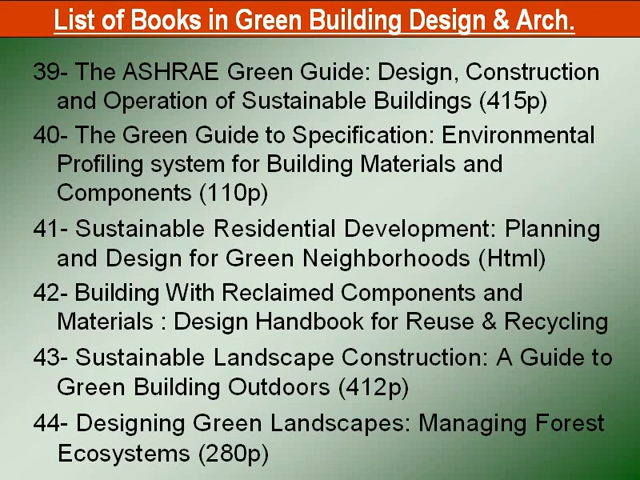 List of Books in Green Building Design & Arch.
39- The ASHRAE Green Guide: Design, Construction
and Operation of Sustainable Buildings (415p)
40- The Green Guide to Specification: Environmental
Profiling system for Building Materials and
Components (110p)
41- Sustainable Residential Development: Planning
and Design for Green Neighborhoods (Html)
42- Building With Reclaimed Components and
Materials : Design Handbook for Reuse & Recycling
43- Sustainable Landscape Construction: A Guide to
Green Building Outdoors (412p)
44- Designing Green Landscapes: Managing Forest
Ecosystems (280p)